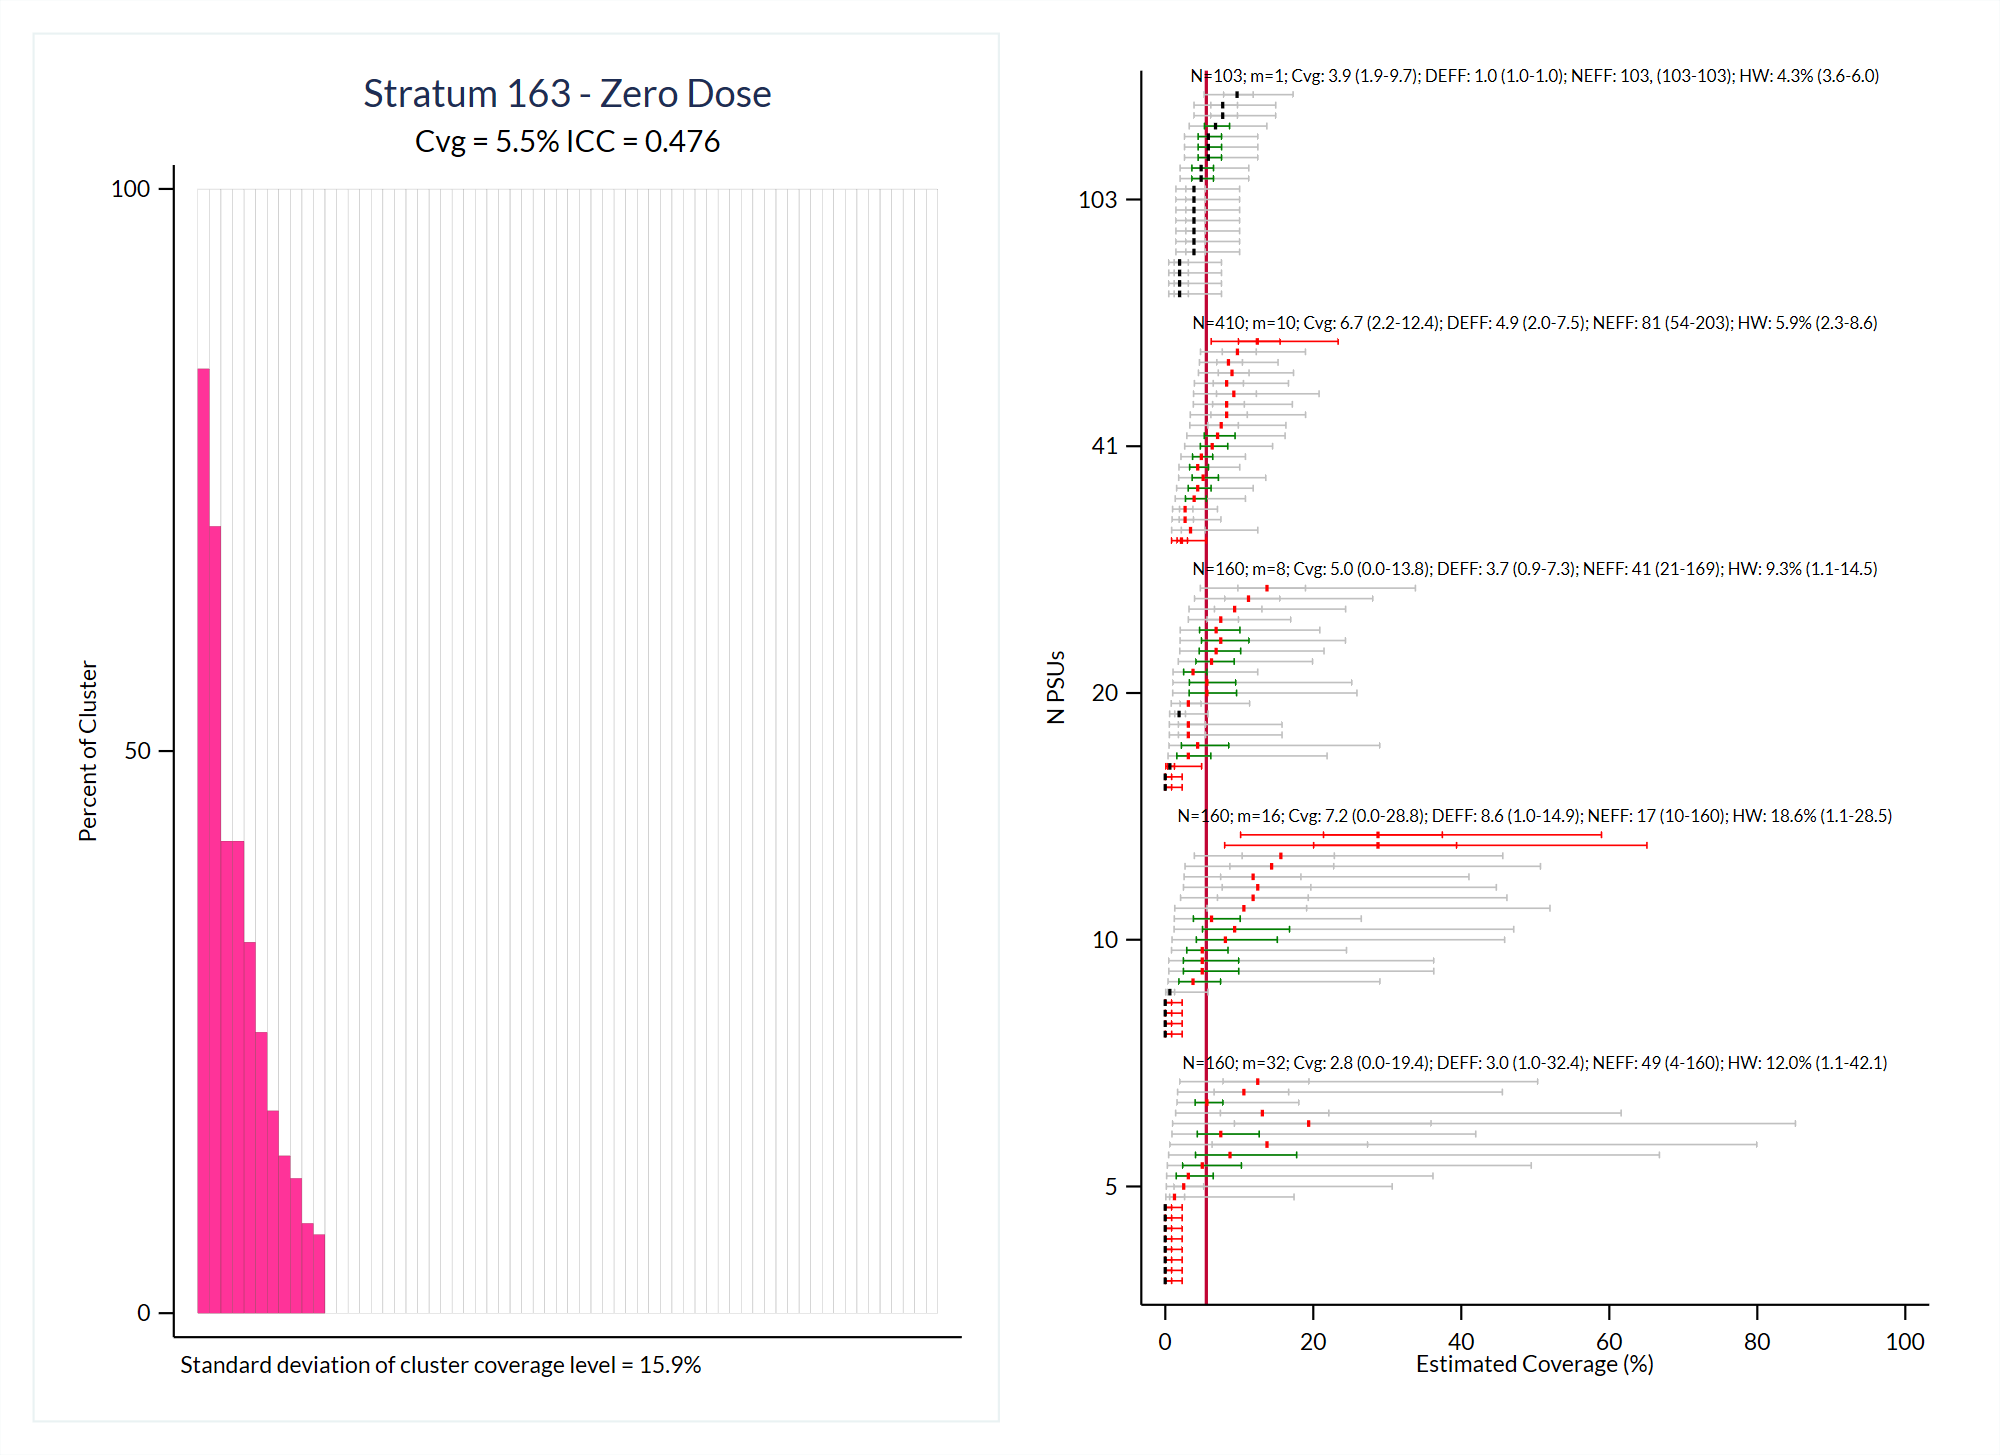 Stratum 163 - Zero Dose
Cvg = 5.5% ICC = 0.476
100
50
0
Percent of Cluster
Standard deviation of cluster coverage level = 15.9%
N=103; m=1; Cvg: 3.9 (1.9-9.7); DEFF: 1.0 (1.0-1.0); NEFF: 103, (103-103); HW: 4.3% (3.6-6.0)
103
N=410; m=10; Cvg: 6.7 (2.2-12.4); DEFF: 4.9 (2.0-7.5); NEFF: 81 (54-203); HW: 5.9% (2.3-8.6)
41
N=160; m=8; Cvg: 5.0 (0.0-13.8); DEFF: 3.7 (0.9-7.3); NEFF: 41 (21-169); HW: 9.3% (1.1-14.5)
N PSUs
20
N=160; m=16; Cvg: 7.2 (0.0-28.8); DEFF: 8.6 (1.0-14.9); NEFF: 17 (10-160); HW: 18.6% (1.1-28.5)
10
N=160; m=32; Cvg: 2.8 (0.0-19.4); DEFF: 3.0 (1.0-32.4); NEFF: 49 (4-160); HW: 12.0% (1.1-42.1)
5
0 20 40 60 80 100
Estimated Coverage (%)